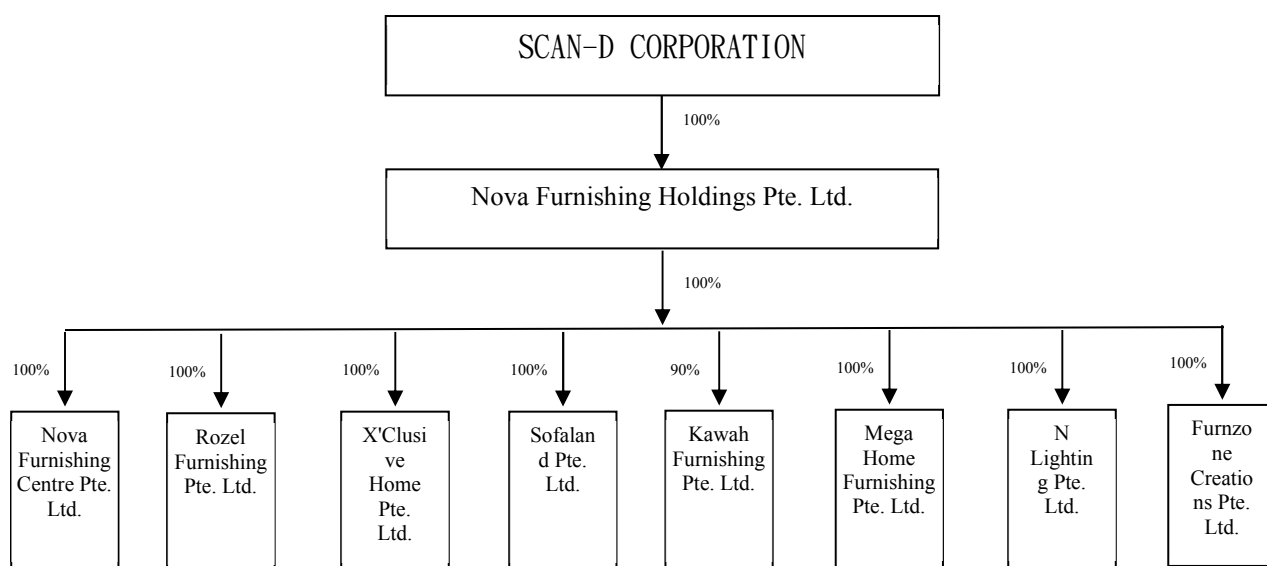 SCAN-D CORPORATION
100%
Nova Furnishing Holdings Pte. Ltd.
100%
100%
100%
100%
100%
90%
100%
100%
100%
Nova
Furnishing
Centre Pte.
Ltd.
Rozel
Furnishing
Pte. Ltd.
X'Clusi
ve
Home
Pte.
Ltd.
Sofalan
d Pte.
Ltd.
Kawah
Furnishing
Pte. Ltd.
Mega
Home
Furnishing
Pte. Ltd.
N
Lightin
g Pte.
Ltd.
Furnzo
ne
Creatio
ns Pte.
Ltd.